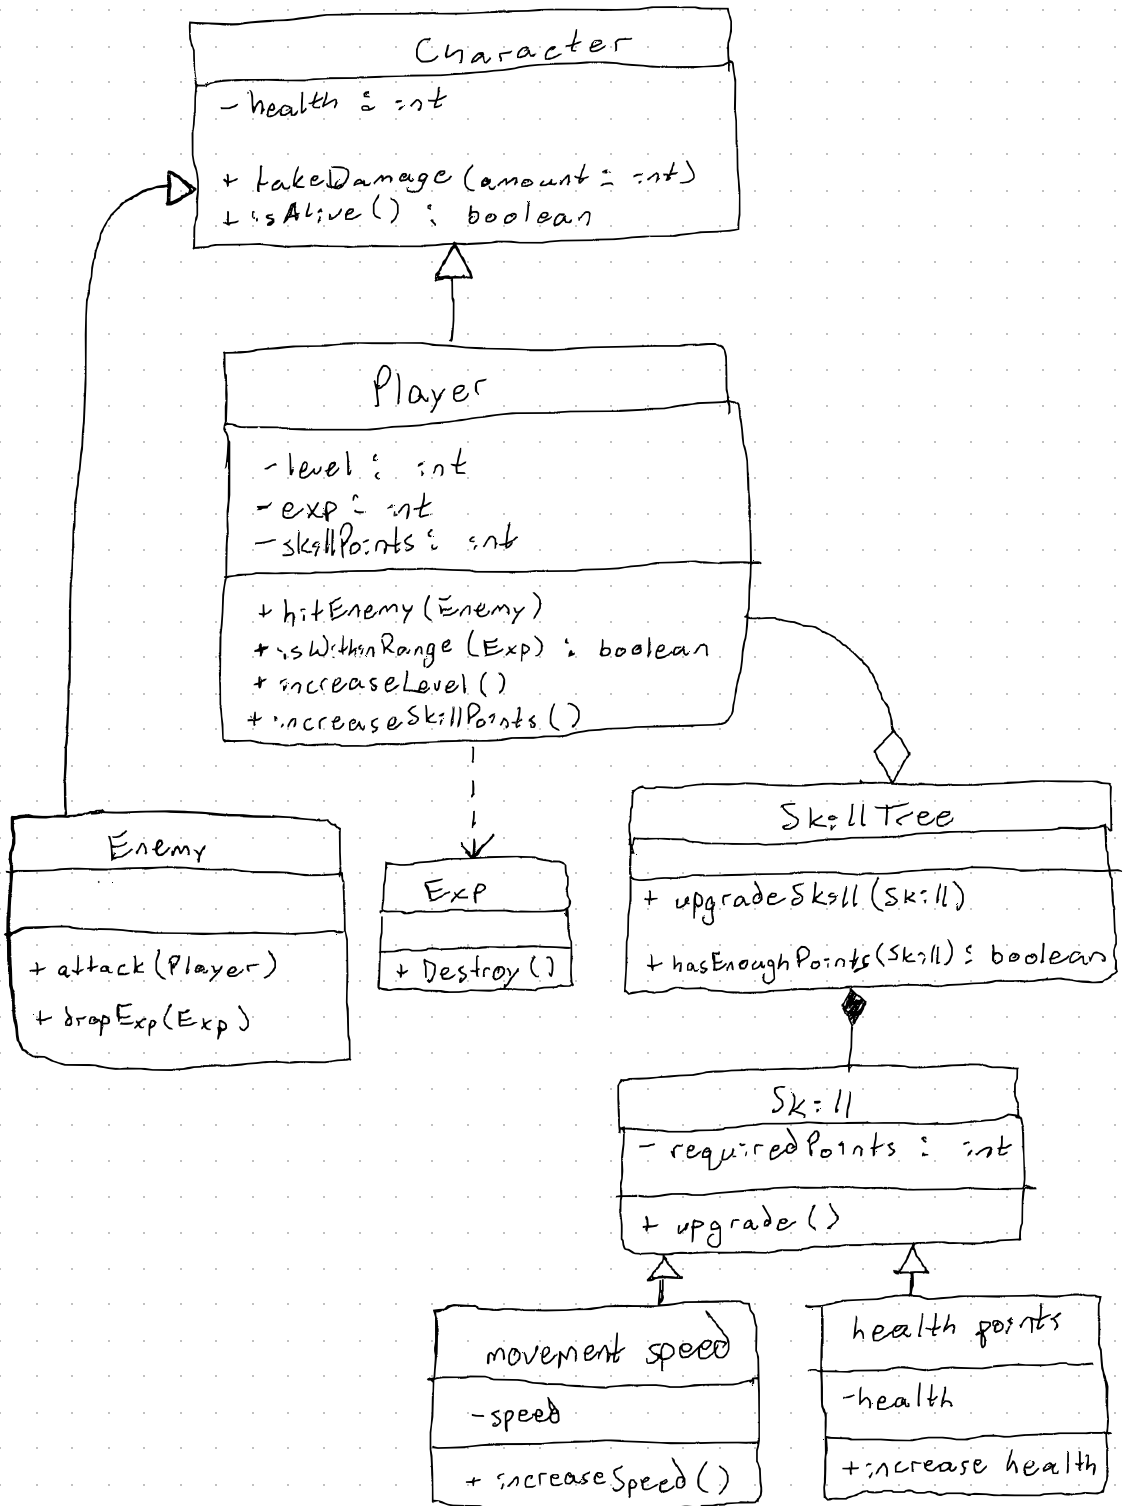 Character
- health : int
+ takeDamage (amount : int)
+ isAlive() : boolean
Player
- level : int
- exp : int
- skillPoints : int
+ hitEnemy (Enemy)
+ isWithinRange (Exp) : boolean
+ increaseLevel ()
+ increaseSkillPoints ()
Enemy
+ attack (Player)
+ dropExp (Exp)
Exp
+ Destroy ()
SkillTree
+ upgradeSkill (Skill)
+ hasEnoughPoints (Skill) : boolean
Skill
- requiredPoints : int
+ upgrade ()
movement speed
- speed
+ increaseSpeed ()
health points
- health
+ increase health